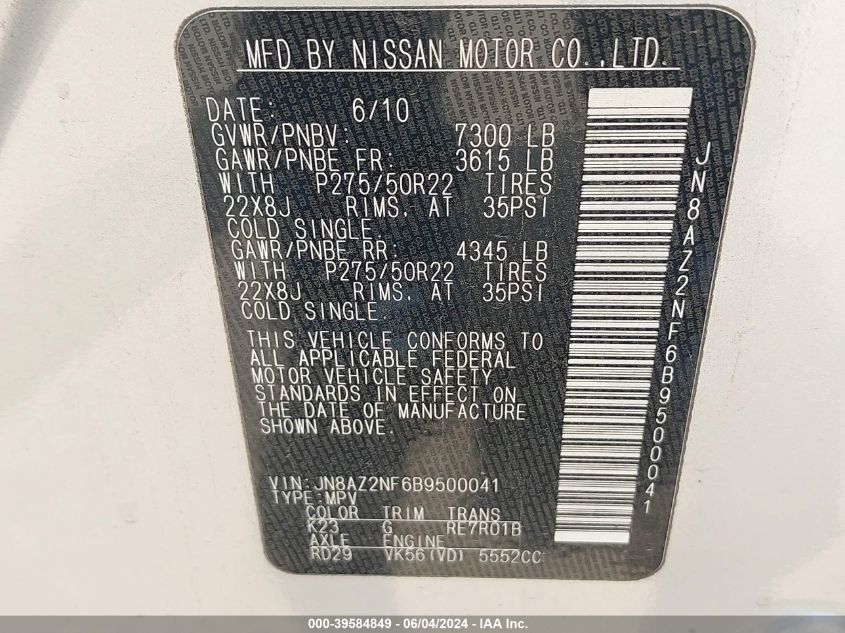 MFD BY NISSAN MOTOR CO.,LTD.
DATE: 6/10
GVWR/PNBV: 7300 LB
GAWR/PNBE FR: 3615 LB
WITH P275/50R22 TIRES
22X8J RIMS, AT 35PSI
COLD SINGLE.
GAWR/PNBE RR: 4345 LB
WITH P275/50R22 TIRES
22X8J RIMS, AT 35PSI
COLD SINGLE.
THIS VEHICLE CONFORMS TO
ALL APPLICABLE FEDERAL
MOTOR VEHICLE SAFETY
STANDARDS IN EFFECT ON
THE DATE OF MANUFACTURE
SHOWN ABOVE.
VIN:JN8AZ2NF6B9500041
TYPE:MPV
COLOR TRIM TRANS
K23 G RE7R01B
AXLE ENGINE
RD29 VK56(VD) 5552CC
JN8AZ2NF6B9500041
000-39584849 - 06/04/2024 - IAA Inc.